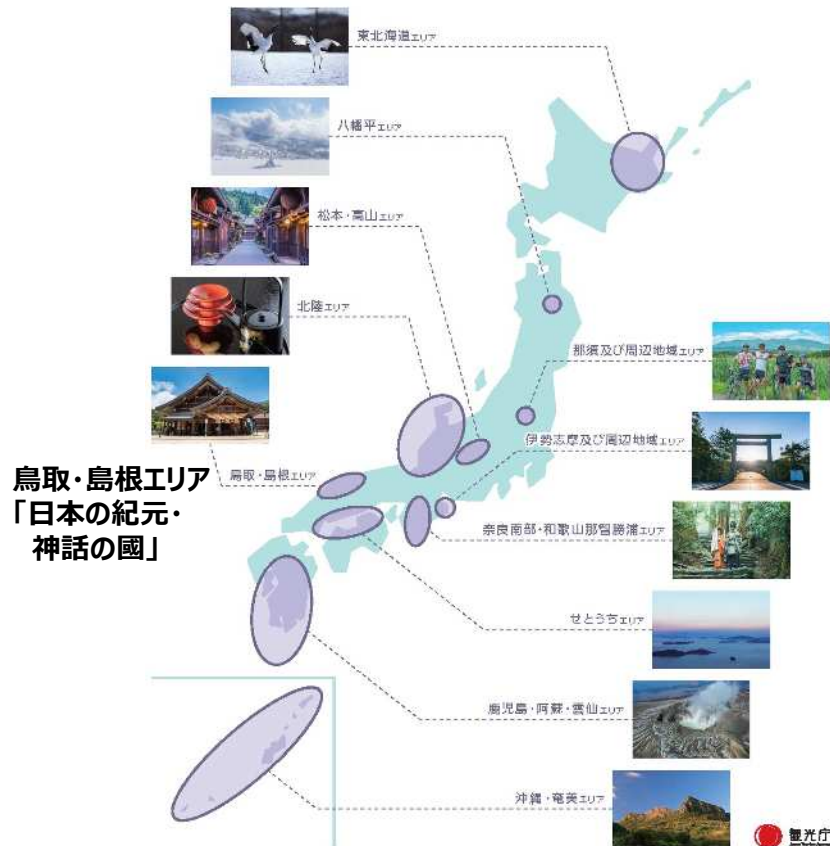 東北海道エリア
八幡平エリア
松本・高山エリア
北陸エリア
那須及び周辺地域エリア
伊勢志摩及び周辺地域エリア
鳥取・島根エリア
鳥取・島根エリア
「日本の紀元・
神話の國」
奈良南部・和歌山那智勝浦エリア
せとうちエリア
鹿児島・阿蘇・雲仙エリア
沖縄・奄美エリア
観光庁